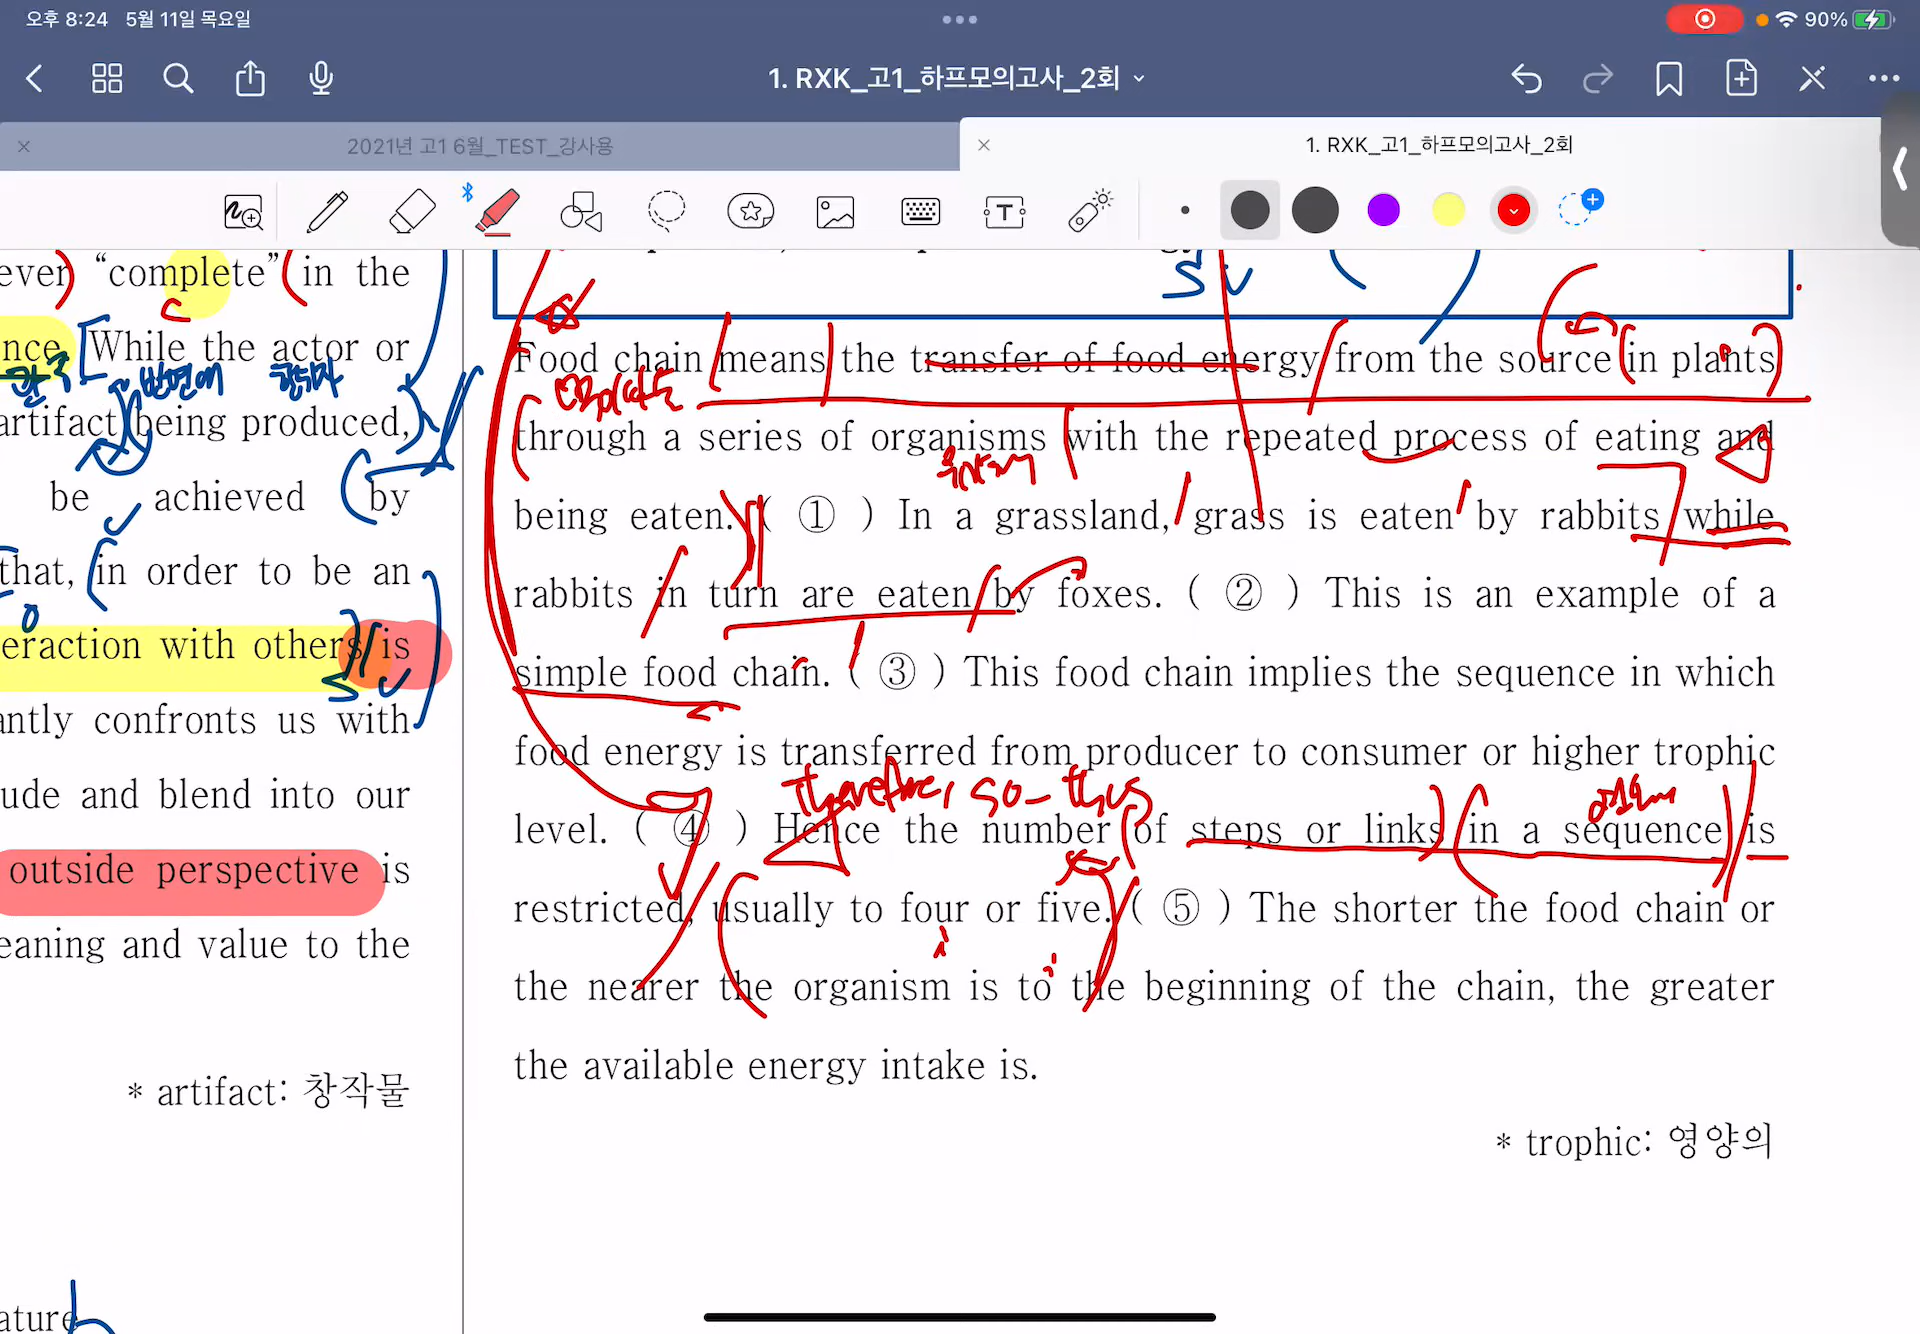 오후 8:24 5월 11일 목요일
90%
1. RXK_고1_하프모의고사_2회
2021년 고1 6월_TEST_강사용
1. RXK_고1_하프모의고사_2회
ever) “complete” (in the
nce [While the actor or
반면에
artifact being produced,
be achieved (by
that, (in order to be an
O
eraction with others is
S V
antly confronts us with
ude and blend into our
outside perspective is
eaning and value to the
* artifact: 창작물
ature
S V
Food chain means the transfer of food energy from the source (in plants)
through a series of organisms with the repeated process of eating and
being eaten. ( ① ) In a grassland, grass is eaten by rabbits while
rabbits in turn are eaten by foxes. ( ② ) This is an example of a
simple food chain. ( ③ ) This food chain implies the sequence in which
food energy is transferred from producer to consumer or higher trophic
therefore, so - thus
level. ( ④ ) Hence the number of steps or links (in a sequence) is
restricted, usually to four or five. ( ⑤ ) The shorter the food chain or
the nearer the organism is to the beginning of the chain, the greater
the available energy intake is.
* trophic: 영양의